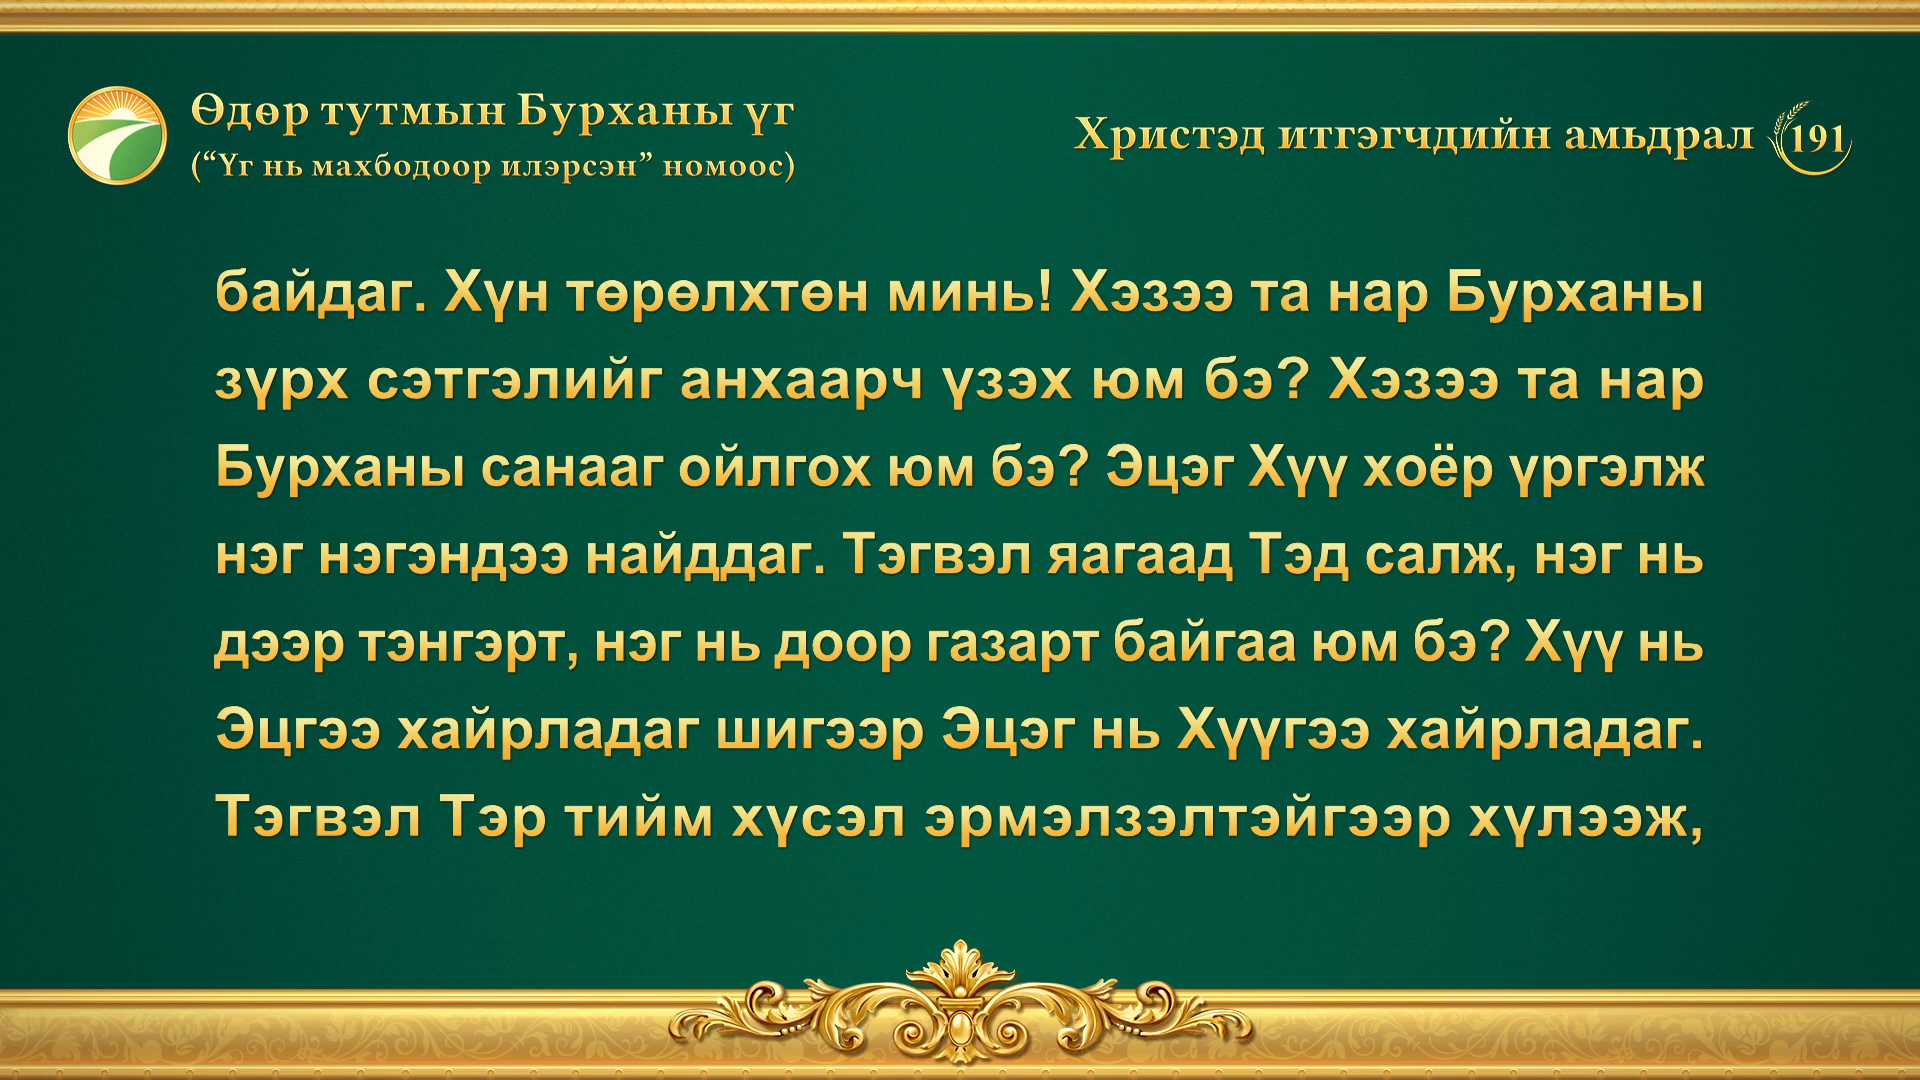 Өдөр тутмын Бурханы үг
(“Үг нь махбодоор илэрсэн” номоос)
Христэд итгэгчдийн амьдрал 191
байдаг. Хүн төрөлхтөн минь! Хэзээ та нар Бурханы
зүрх сэтгэлийг анхаарч үзэх юм бэ? Хэзээ та нар
Бурханы санааг ойлгох юм бэ? Эцэг Хүү хоёр үргэлж
нэг нэгэндээ найддаг. Тэгвэл яагаад Тэд салж, нэг нь
дээр тэнгэрт, нэг нь доор газарт байгаа юм бэ? Хүү нь
Эцгээ хайрладаг шигээр Эцэг нь Хүүгээ хайрладаг.
Тэгвэл Тэр тийм хүсэл эрмэлзэлтэйгээр хүлээж,